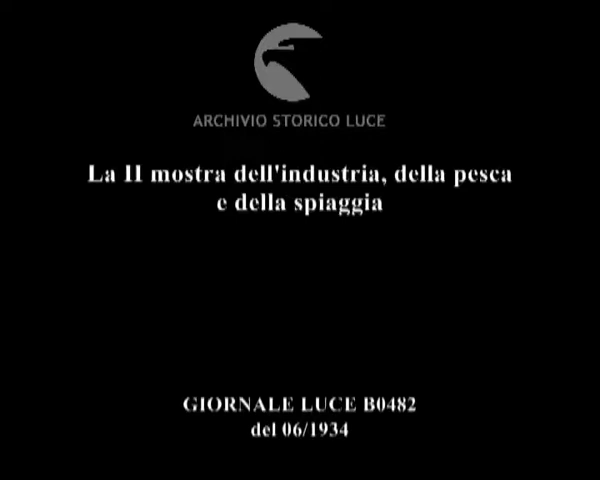 ARCHIVIO STORICO LUCE
La II mostra dell'industria, della pesca
e della spiaggia
GIORNALE LUCE B0482
del 06/1934